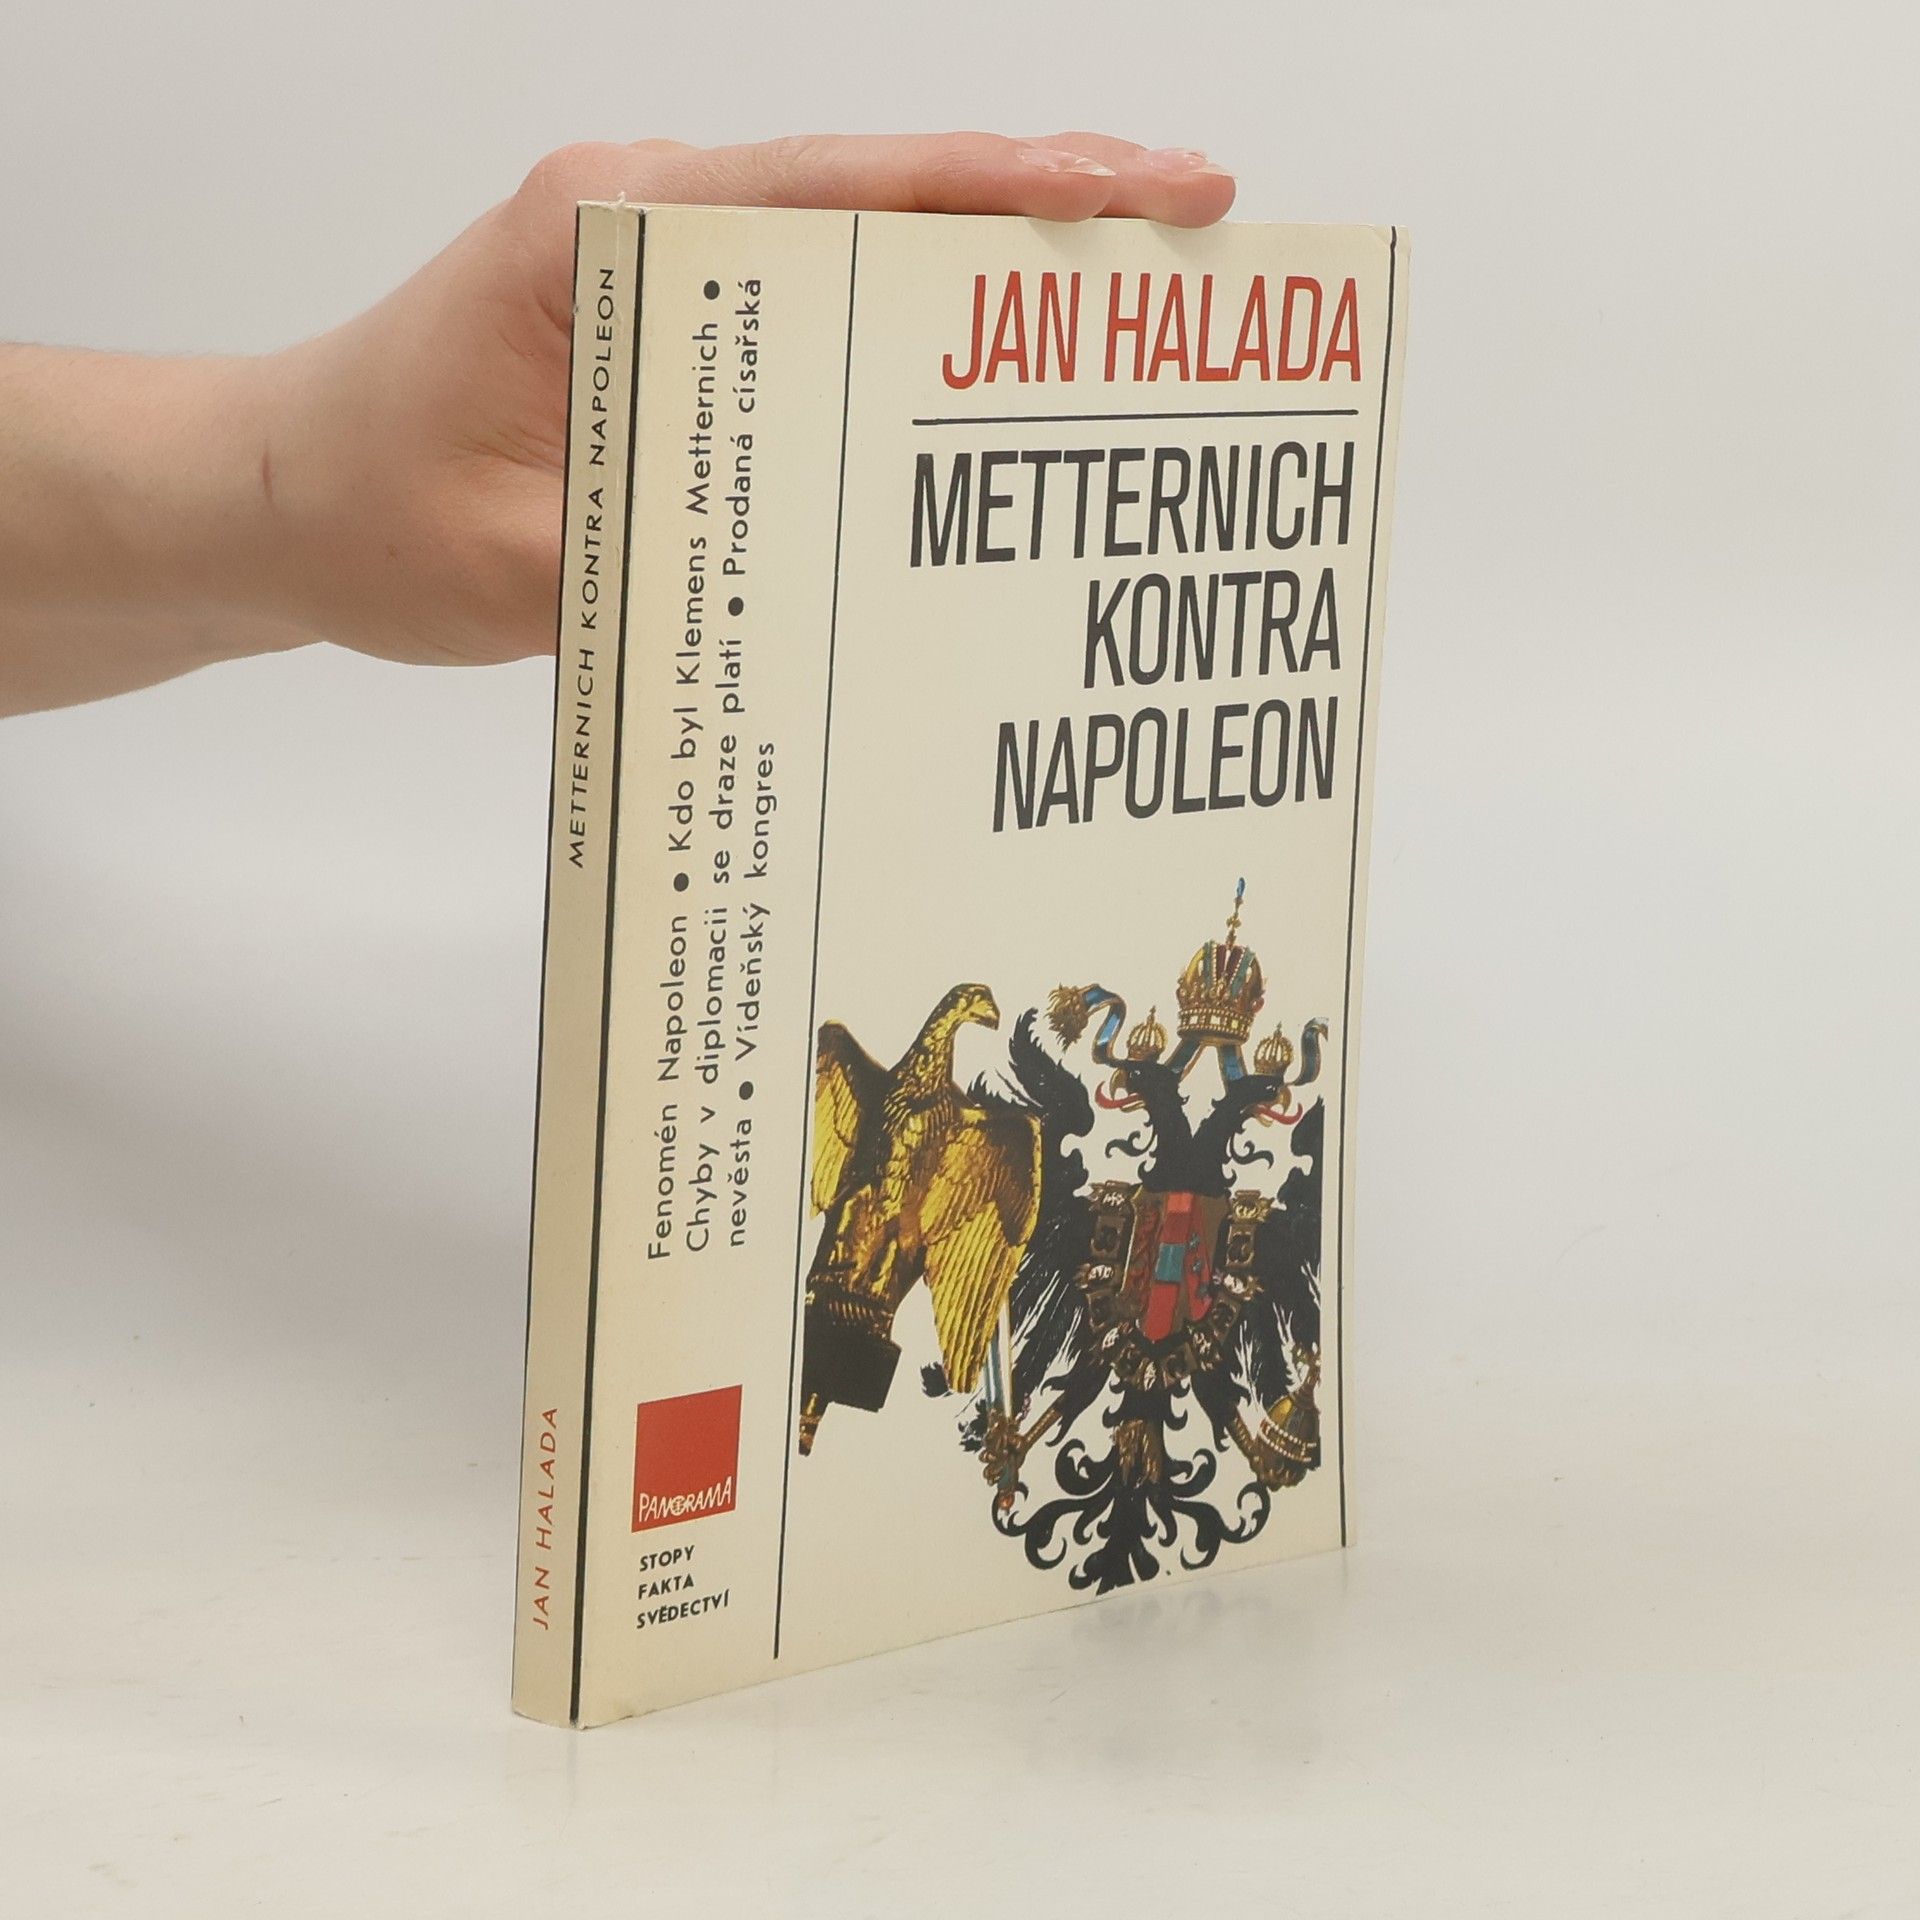 JAN HALADA
METTERNICH
KONTRA
NAPOLEON
Fenomén Napoleon ● Kdo byl Klemens Metternich ●
Chyby v diplomacii se draze platí ● Prodaná císařská
nevěsta ● Vídeňský kongres
PANORAMA
STOPY
FAKTA
SVĚDECTVÍ
JAN HALADA
METTERNICH KONTRA NAPOLEON